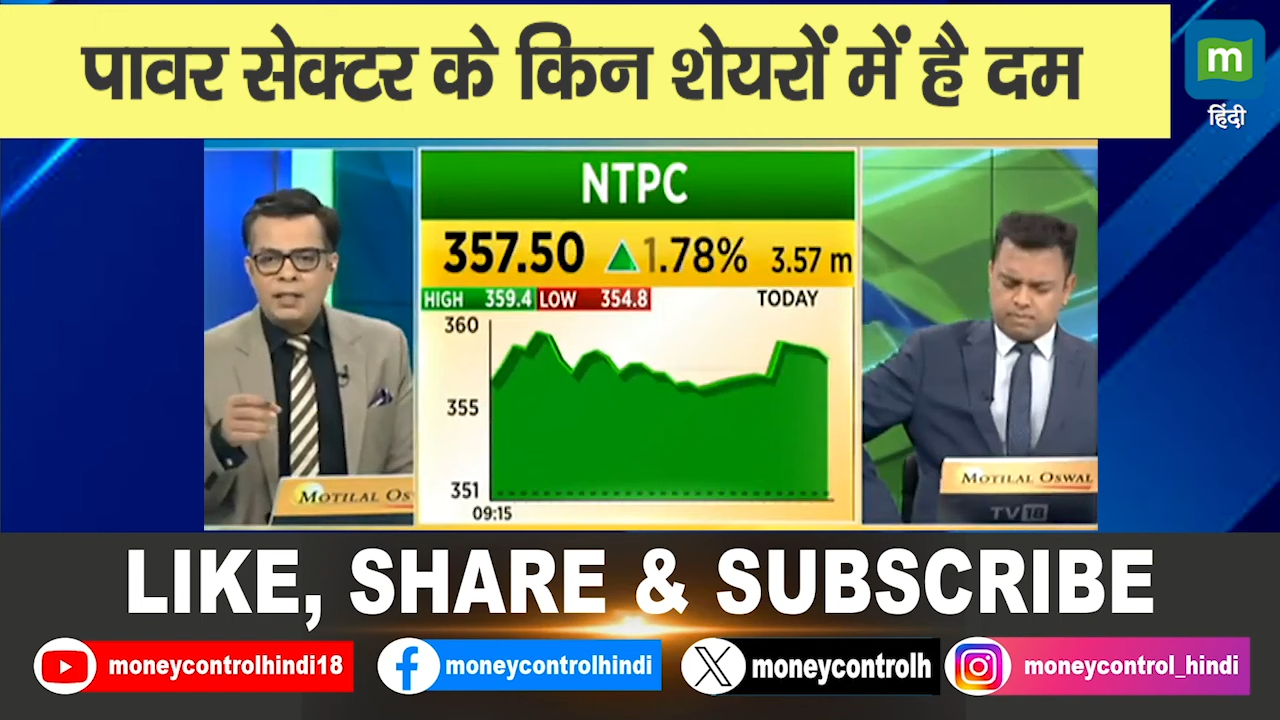 पावर सेक्टर के किन शेयरों में है दम
m
हिंदी
NTPC
357.50 ▲1.78% 3.57 m
HIGH 359.4 LOW 354.8 TODAY
360
355
351
09:15
MOTILAL OS
MOTILAL OSWAL
TV18
LIKE, SHARE & SUBSCRIBE
moneycontrolhindi18 moneycontrolhindi moneycontrolh moneycontrol_hindi